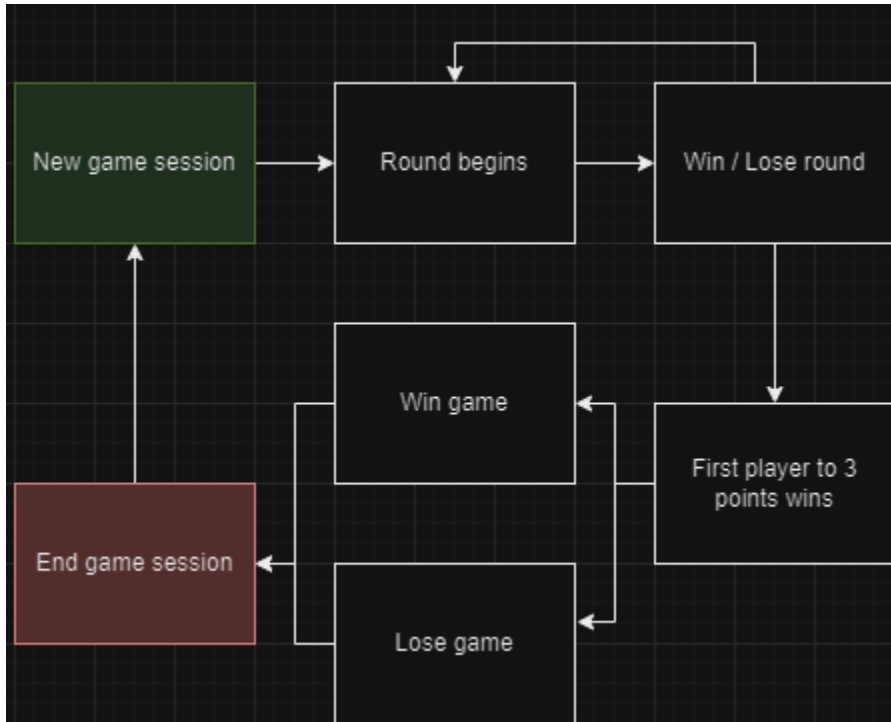 New game session
Round begins
Win / Lose round
Win game
First player to 3
points wins
End game session
Lose game